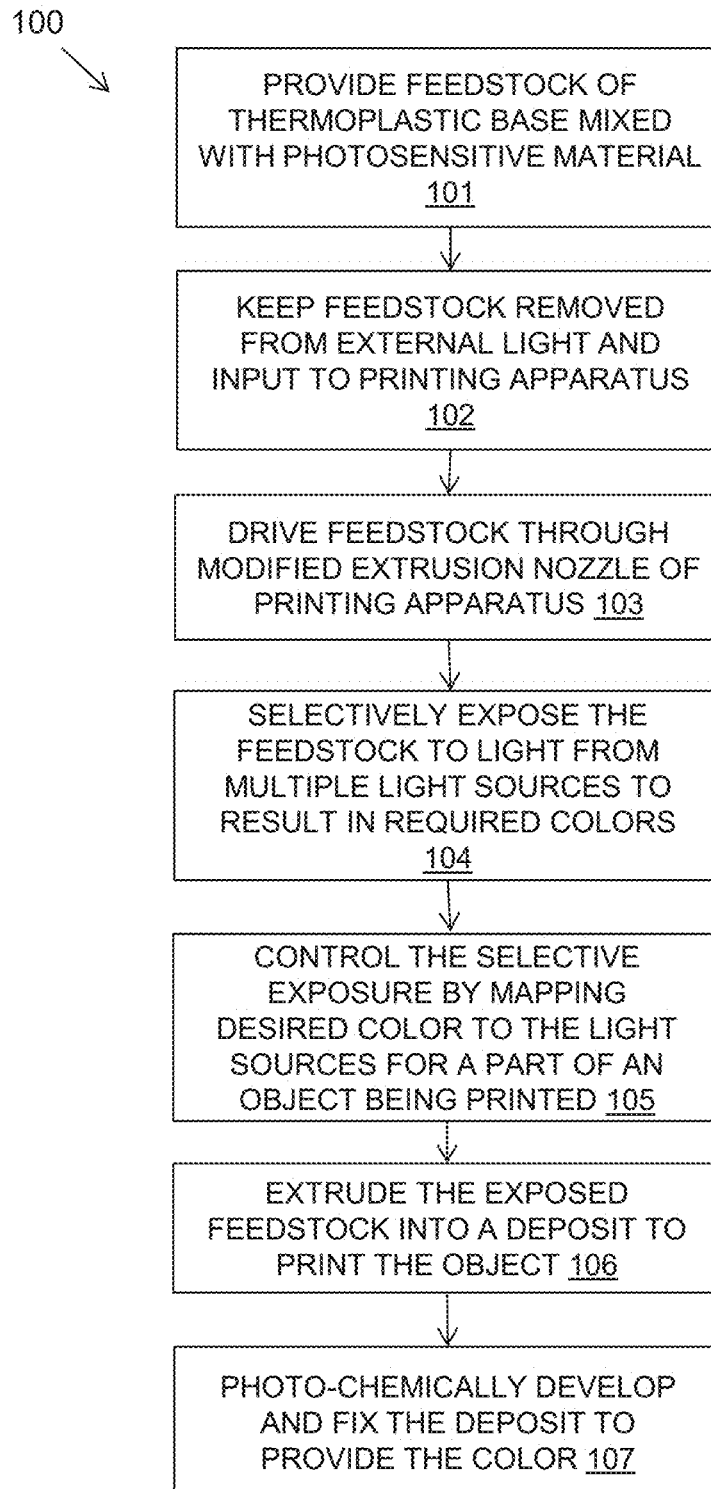 100
PROVIDE FEEDSTOCK OF
THERMOPLASTIC BASE MIXED
WITH PHOTOSENSITIVE MATERIAL
101
KEEP FEEDSTOCK REMOVED
FROM EXTERNAL LIGHT AND
INPUT TO PRINTING APPARATUS
102
DRIVE FEEDSTOCK THROUGH
MODIFIED EXTRUSION NOZZLE OF
PRINTING APPARATUS 103
SELECTIVELY EXPOSE THE
FEEDSTOCK TO LIGHT FROM
MULTIPLE LIGHT SOURCES TO
RESULT IN REQUIRED COLORS
104
CONTROL THE SELECTIVE
EXPOSURE BY MAPPING
DESIRED COLOR TO THE LIGHT
SOURCES FOR A PART OF AN
OBJECT BEING PRINTED 105
EXTRUDE THE EXPOSED
FEEDSTOCK INTO A DEPOSIT TO
PRINT THE OBJECT 106
PHOTO-CHEMICALLY DEVELOP
AND FIX THE DEPOSIT TO
PROVIDE THE COLOR 107